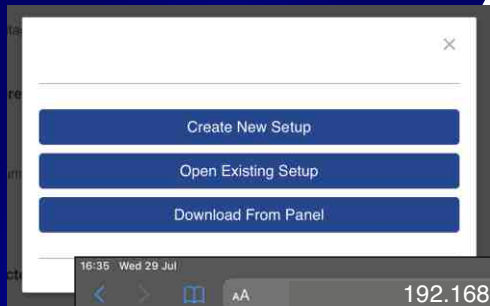 Create New Setup
Open Existing Setup
Download From Panel
16:35 Wed 29 Jul
AA
192.168